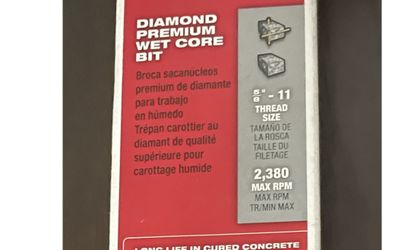 DIAMOND
PREMIUM
WET CORE
BIT
Broca sacanúcleos
premium de diamante
para trabajo
en húmedo
Trépan carottier au
diamant de qualité
supérieure pour
carottage humide
5/8" - 11
THREAD
SIZE
TAMAÑO DE
LA ROSCA
TAILLE DU
FILETAGE
2,380
MAX RPM
MAX RPM
TR/MIN MAX
LONG LIFE IN CURED CONCRETE